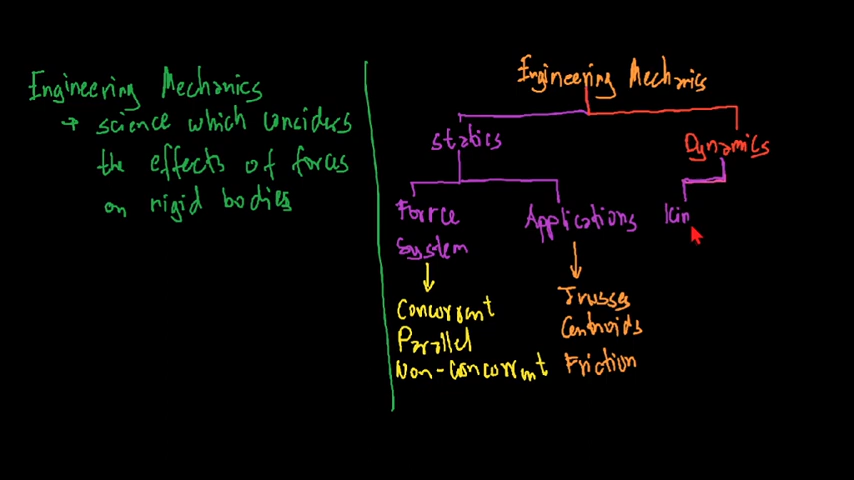 Engineering Mechanics
→ science which conciders
the effects of forces
on rigid bodies
Engineering Mechanics
Statics
Dynamics
Force
System
Applications
Kin
Concurrent
Parallel
Non-concurrent
Trusses
Centroids
Friction